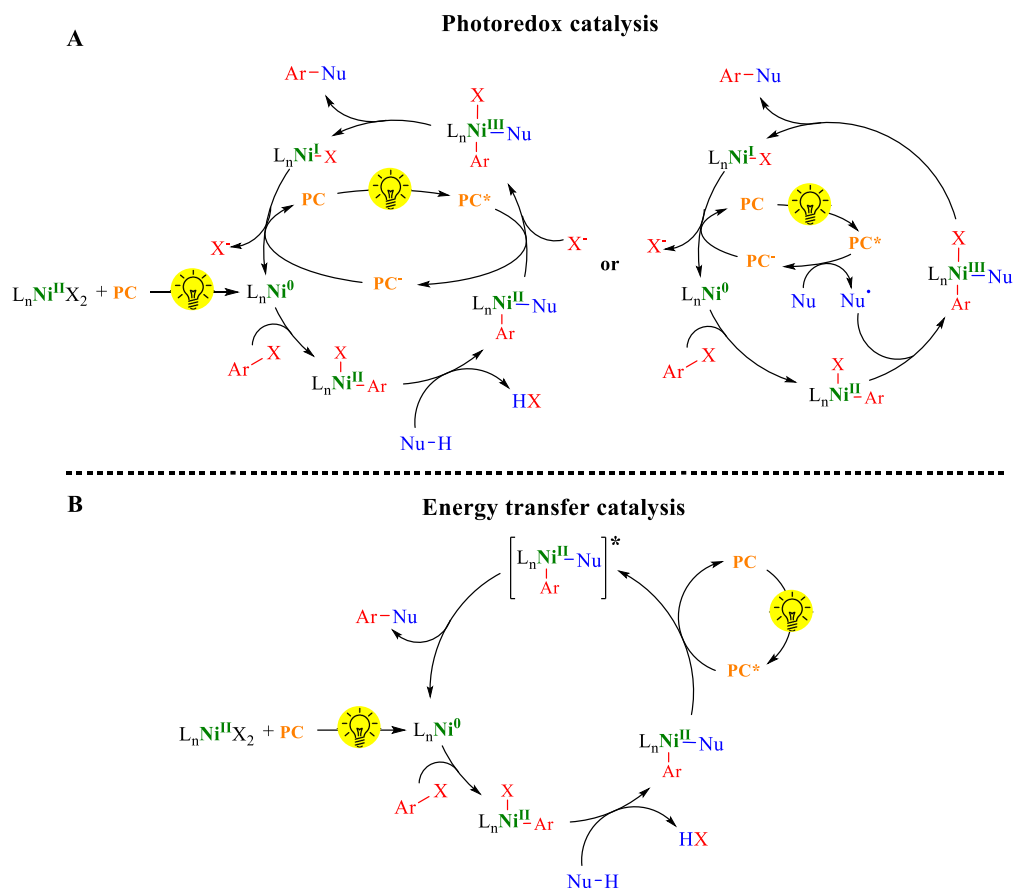 Photoredox catalysis
A
Ar–Nu
X
LnNiIII–Nu
Ar
LnNiI–X
PC
PC*
X-
X-
PC-
LnNiIIX2 + PC
LnNi0
LnNiII–Nu
Ar
Ar–X
X
LnNiII–Ar
HX
Nu–H
or
Ar–Nu
LnNiI–X
PC
PC*
X-
PC-
Nu
Nu•
LnNi0
X
LnNiIII–Nu
Ar
Ar–X
X
LnNiII–Ar
B
Energy transfer catalysis
[LnNiII–Nu]*
Ar
PC
PC*
Ar–Nu
LnNiIIX2 + PC
LnNi0
LnNiII–Nu
Ar
Ar–X
X
LnNiII–Ar
HX
Nu–H